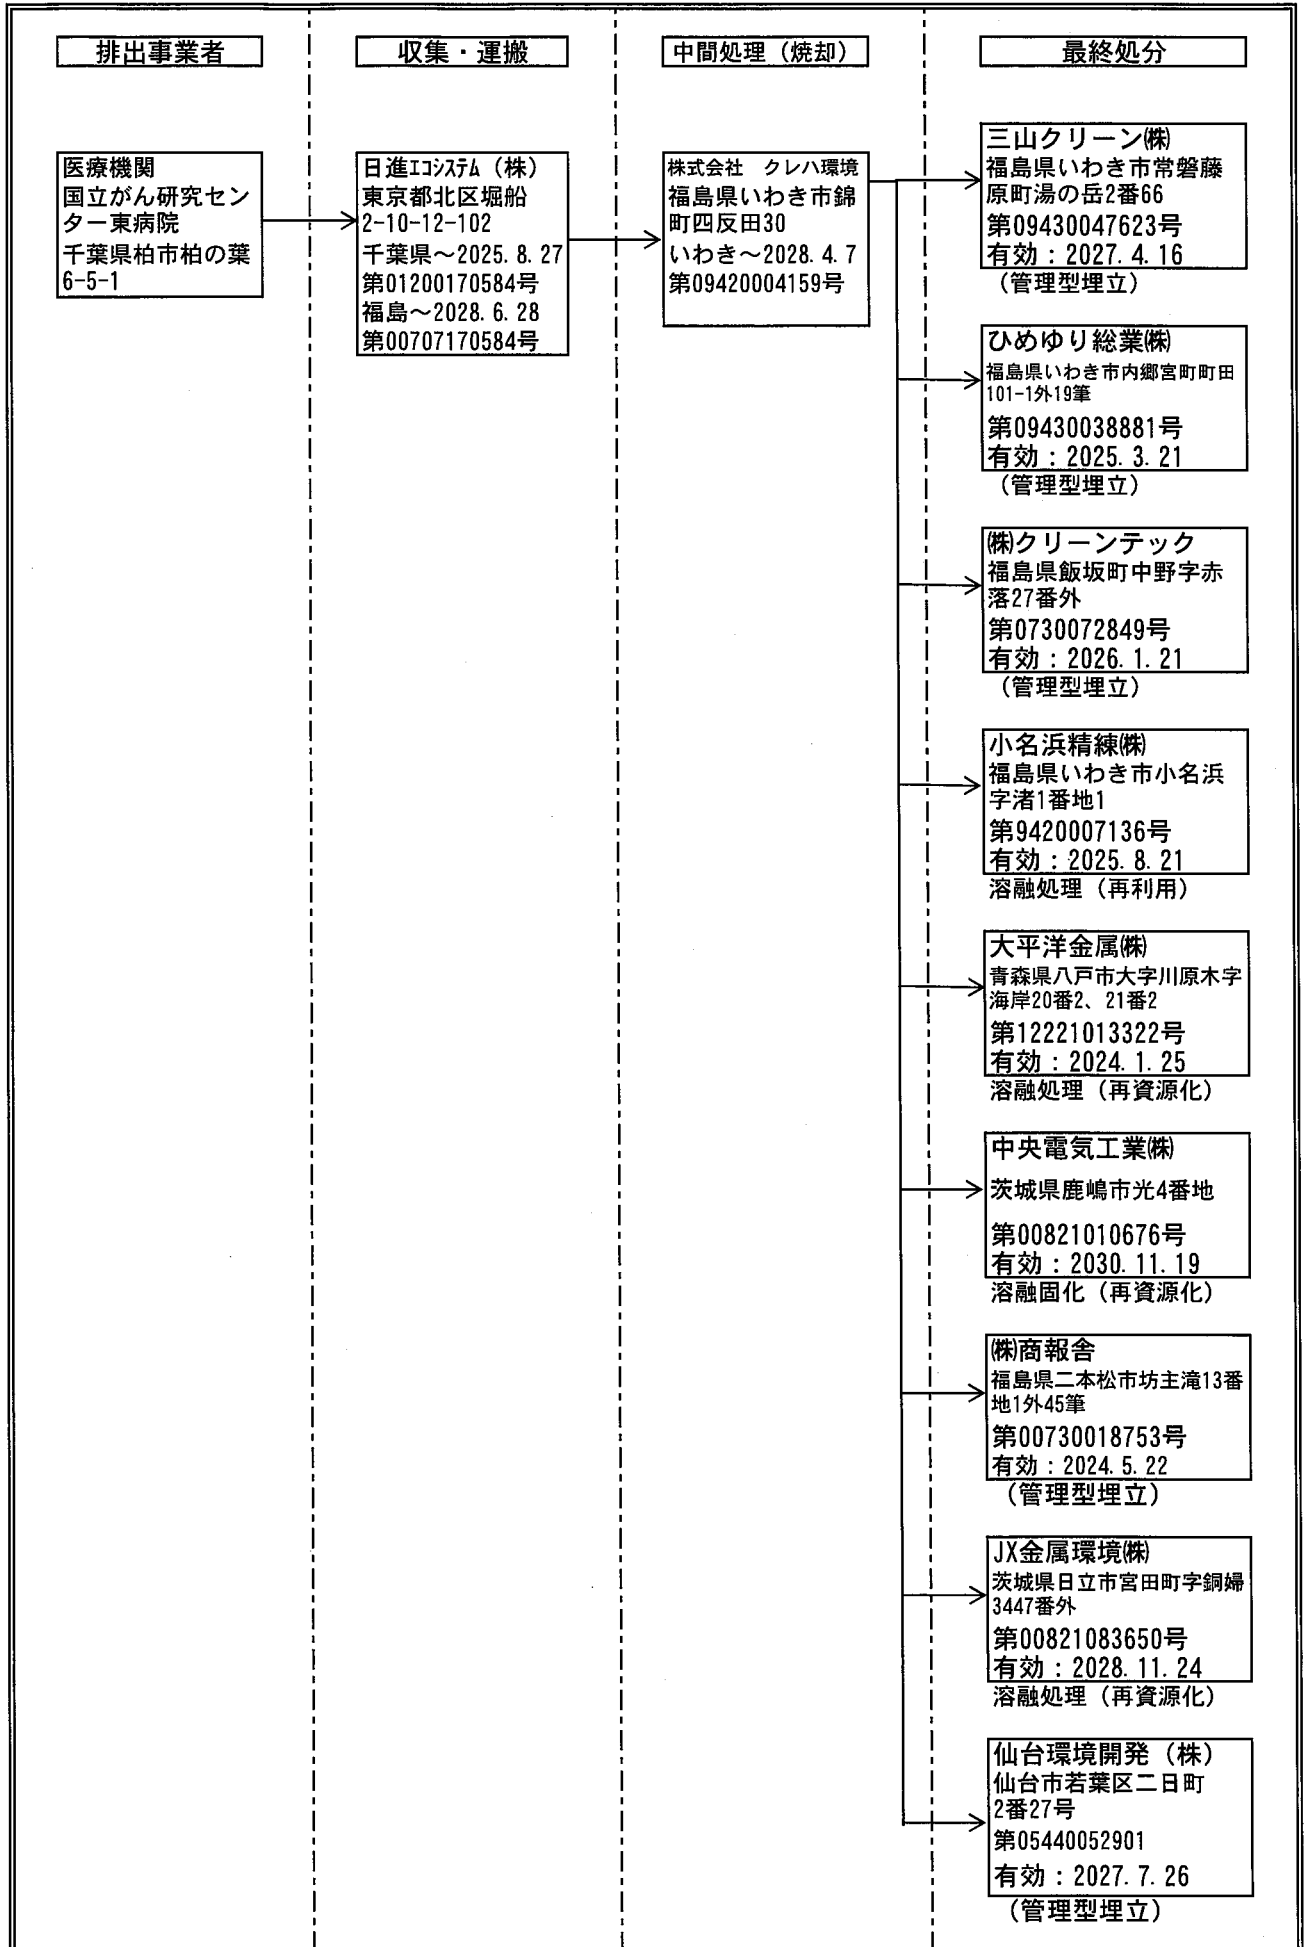 排出事業者
収集・運搬
中間処理（焼却）
最終処分
医療機関
国立がん研究セン
ター東病院
千葉県柏市柏の葉
6-5-1
日進ｴｺｼｽﾃﾑ（株）
東京都北区堀船
2-10-12-102
千葉県～2025.8.27
第01200170584号
福島～2028.6.28
第00707170584号
株式会社　クレハ環境
福島県いわき市錦
町四反田30
いわき～2028.4.7
第09420004159号
三山クリーン㈱
福島県いわき市常磐藤
原町湯の岳2番66
第09430047623号
有効：2027.4.16
（管理型埋立）
ひめゆり総業㈱
福島県いわき市内郷宮町町田
101-1外19筆
第09430038881号
有効：2025.3.21
（管理型埋立）
㈱クリーンテック
福島県飯坂町中野字赤
落27番外
第0730072849号
有効：2026.1.21
（管理型埋立）
小名浜精練㈱
福島県いわき市小名浜
字渚1番地1
第9420007136号
有効：2025.8.21
溶融処理（再利用）
大平洋金属㈱
青森県八戸市大字川原木字
海岸20番2、21番2
第12221013322号
有効：2024.1.25
溶融処理（再資源化）
中央電気工業㈱
茨城県鹿嶋市光4番地
第00821010676号
有効：2030.11.19
溶融固化（再資源化）
㈱商報舎
福島県二本松市坊主滝13番
地1外45筆
第00730018753号
有効：2024.5.22
（管理型埋立）
JX金属環境㈱
茨城県日立市宮田町字銅婦
3447番外
第00821083650号
有効：2028.11.24
溶融処理（再資源化）
仙台環境開発（株）
仙台市若葉区二日町
2番27号
第05440052901
有効：2027.7.26
（管理型埋立）